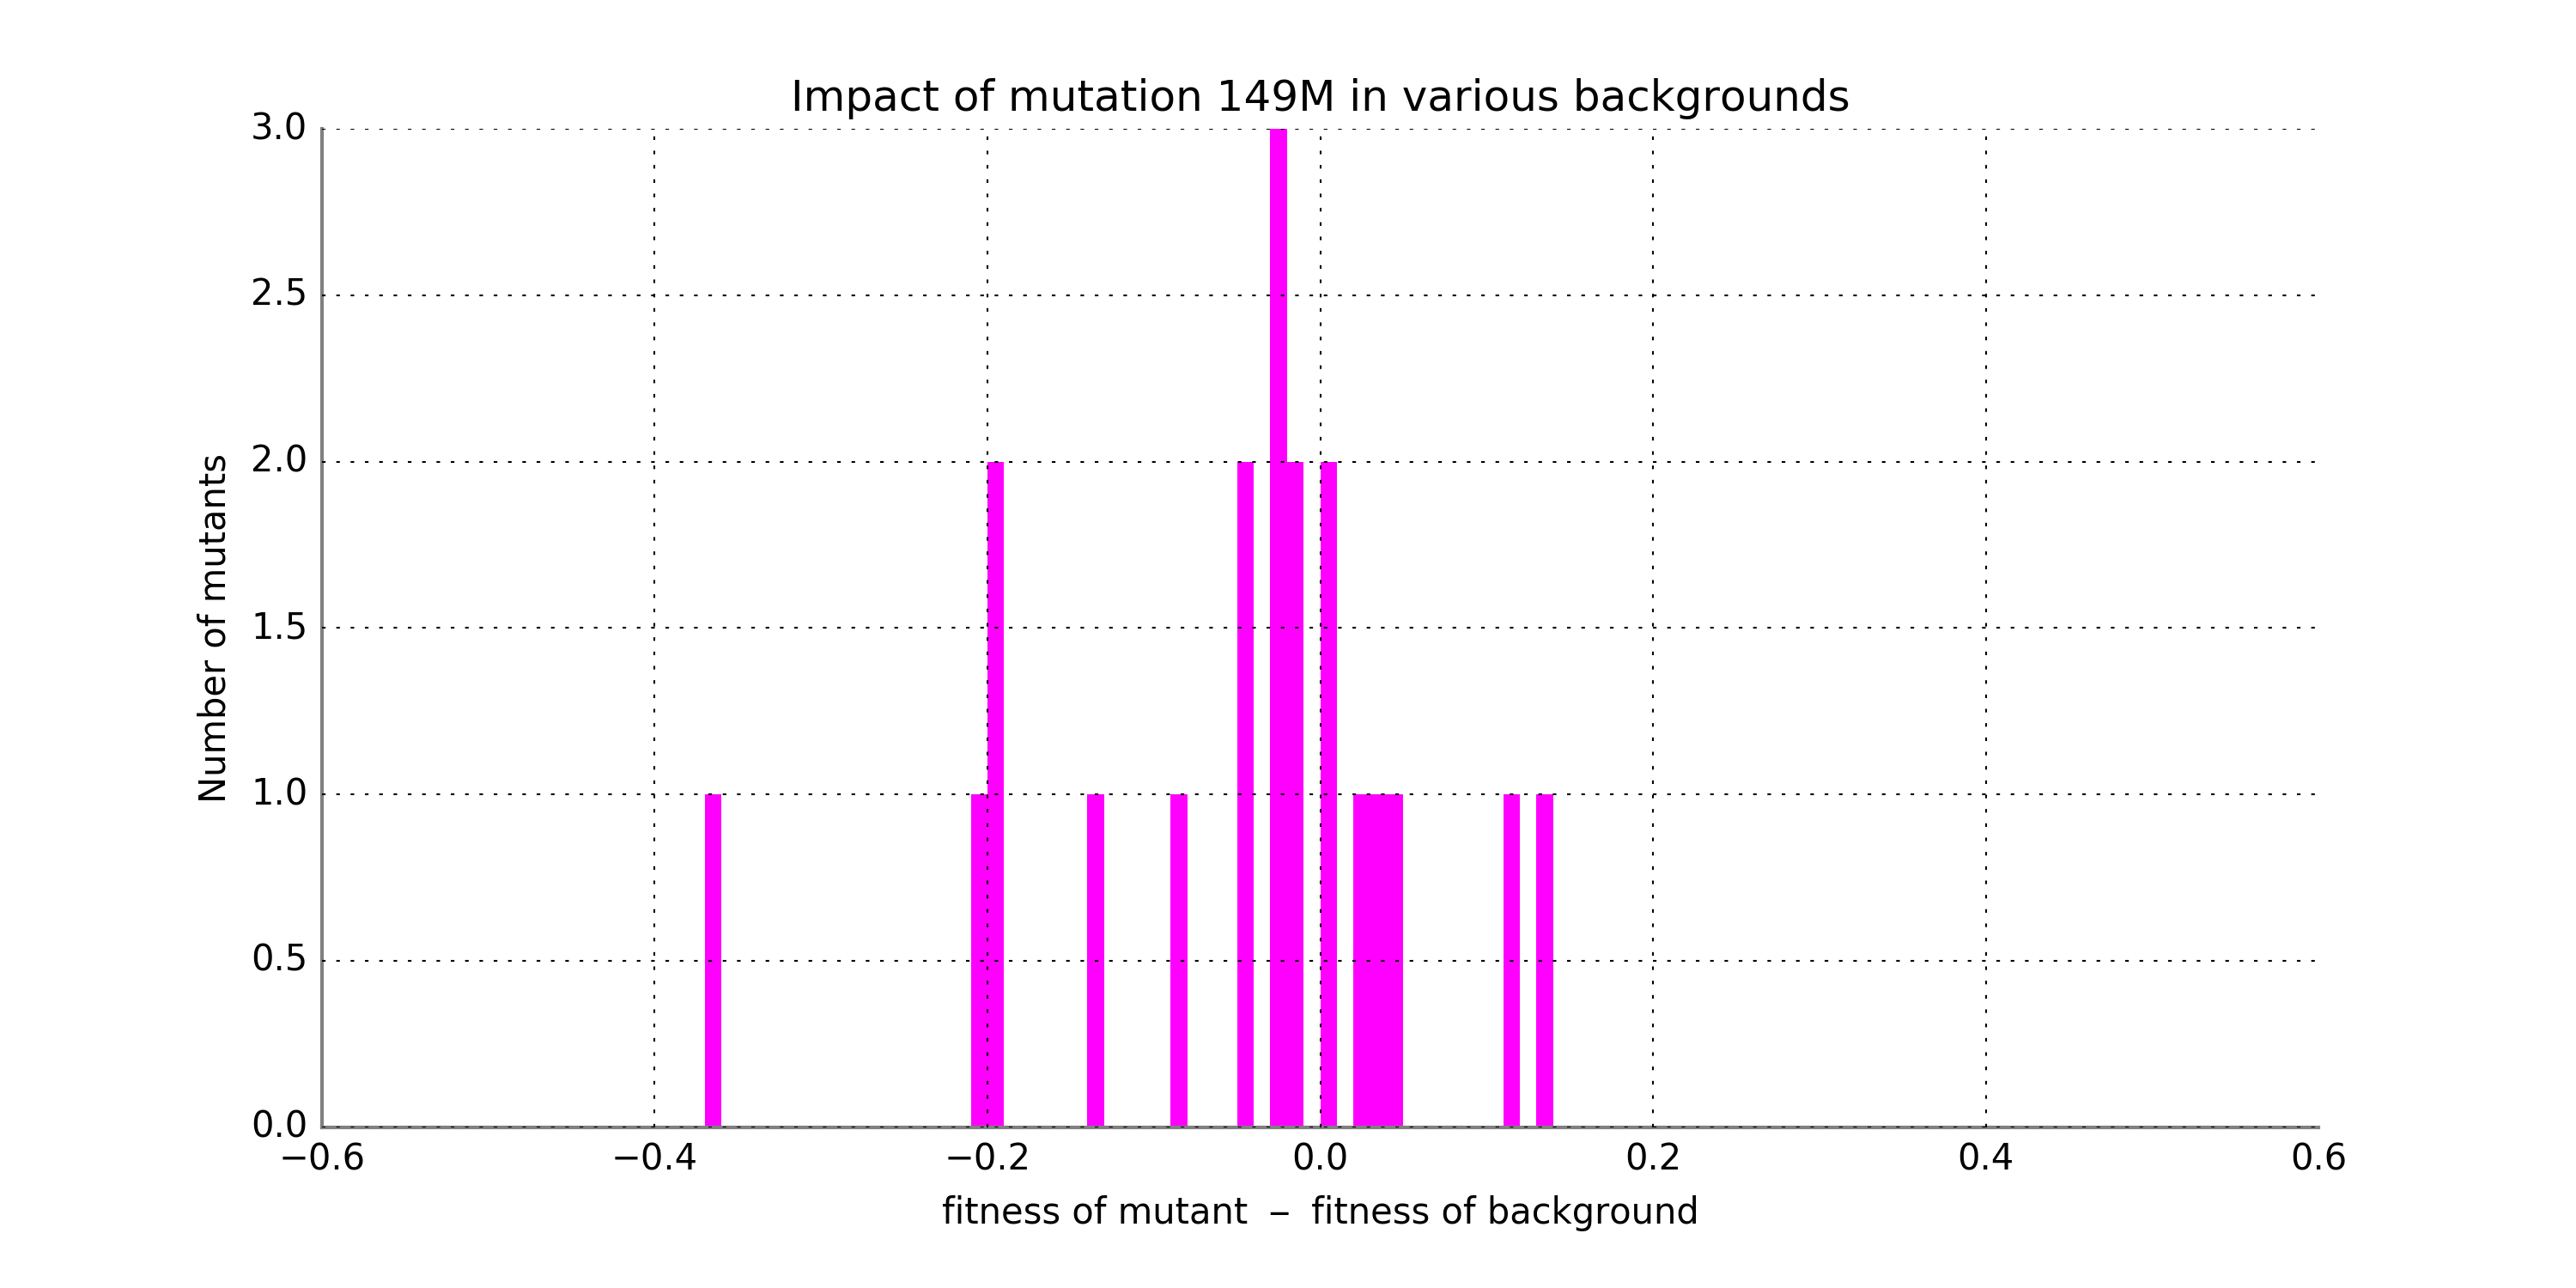 Impact of mutation 149M in various backgrounds
3.0
2.5
2.0
1.5
1.0
0.5
0.0
Number of mutants
−0.6 −0.4 −0.2 0.0 0.2 0.4 0.6
fitness of mutant − fitness of background